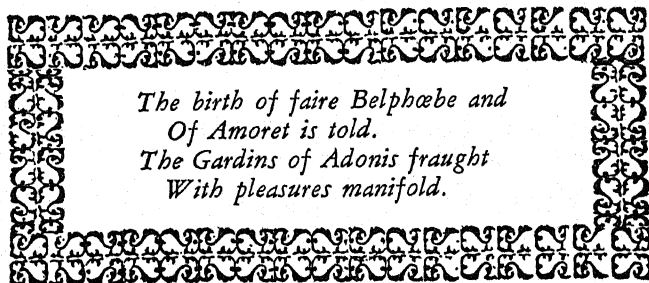 The birth of faire Belphœbe and
Of Amoret is told.
The Gardins of Adonis fraught
With pleasures manifold.